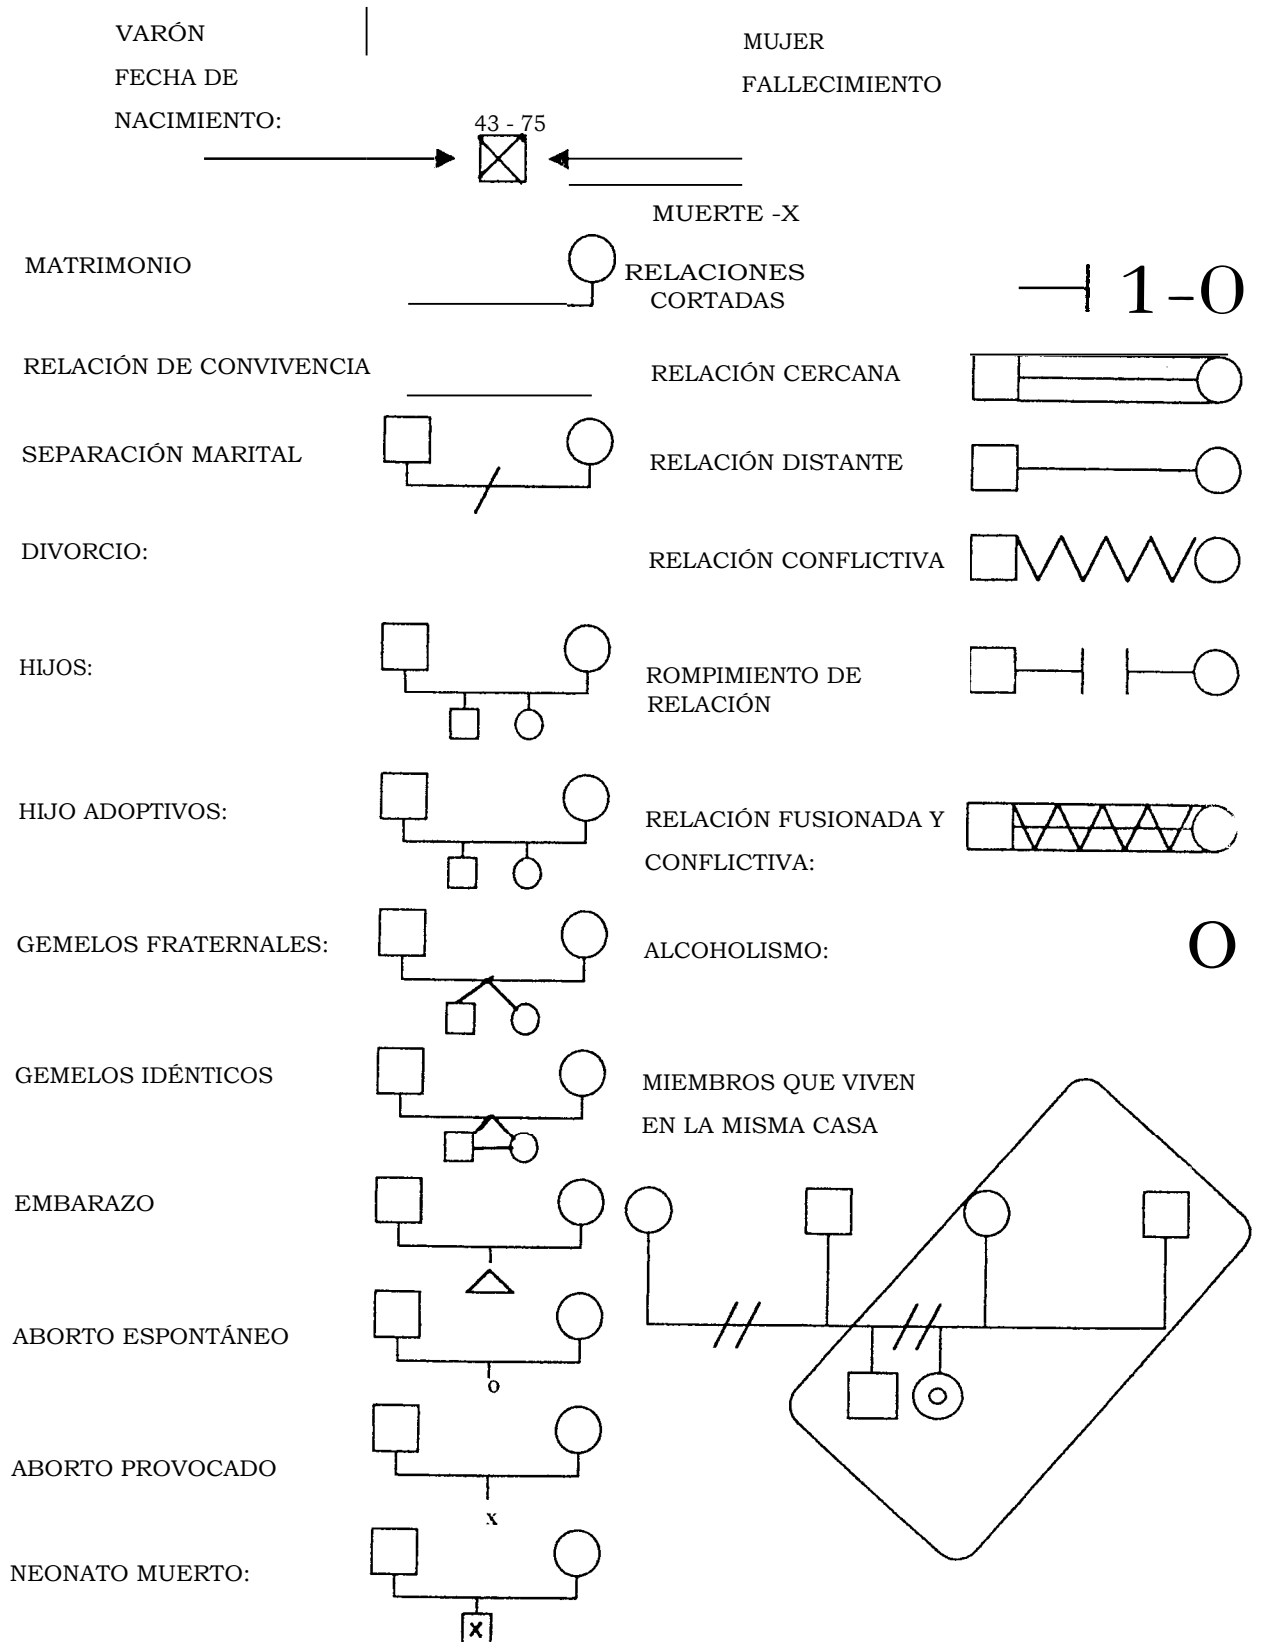 VARÓN
MUJER
FECHA DE
FALLECIMIENTO
NACIMIENTO:
43 - 75
MUERTE -X
MATRIMONIO
RELACIONES
CORTADAS
1-0
RELACIÓN DE CONVIVENCIA
RELACIÓN CERCANA
SEPARACIÓN MARITAL
RELACIÓN DISTANTE
DIVORCIO:
RELACIÓN CONFLICTIVA
HIJOS:
ROMPIMIENTO DE
RELACIÓN
HIJO ADOPTIVOS:
RELACIÓN FUSIONADA Y
CONFLICTIVA:
GEMELOS FRATERNALES:
ALCOHOLISMO:
O
GEMELOS IDÉNTICOS
MIEMBROS QUE VIVEN
EN LA MISMA CASA
EMBARAZO
ABORTO ESPONTÁNEO
o
ABORTO PROVOCADO
x
NEONATO MUERTO:
x